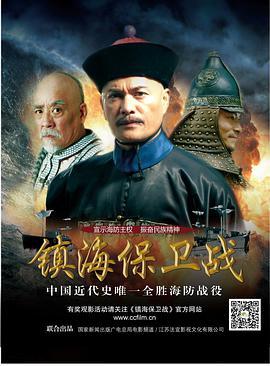 宣示海防主权 振奋民族精神
镇海保卫战
中国近代史唯一全胜海防战役
有奖观影活动请关注《镇海保卫战》官方网站
www.ccfilm.cn
联合出品 国家新闻出版广电总局电影频道/江苏法宣影视文化有限公司